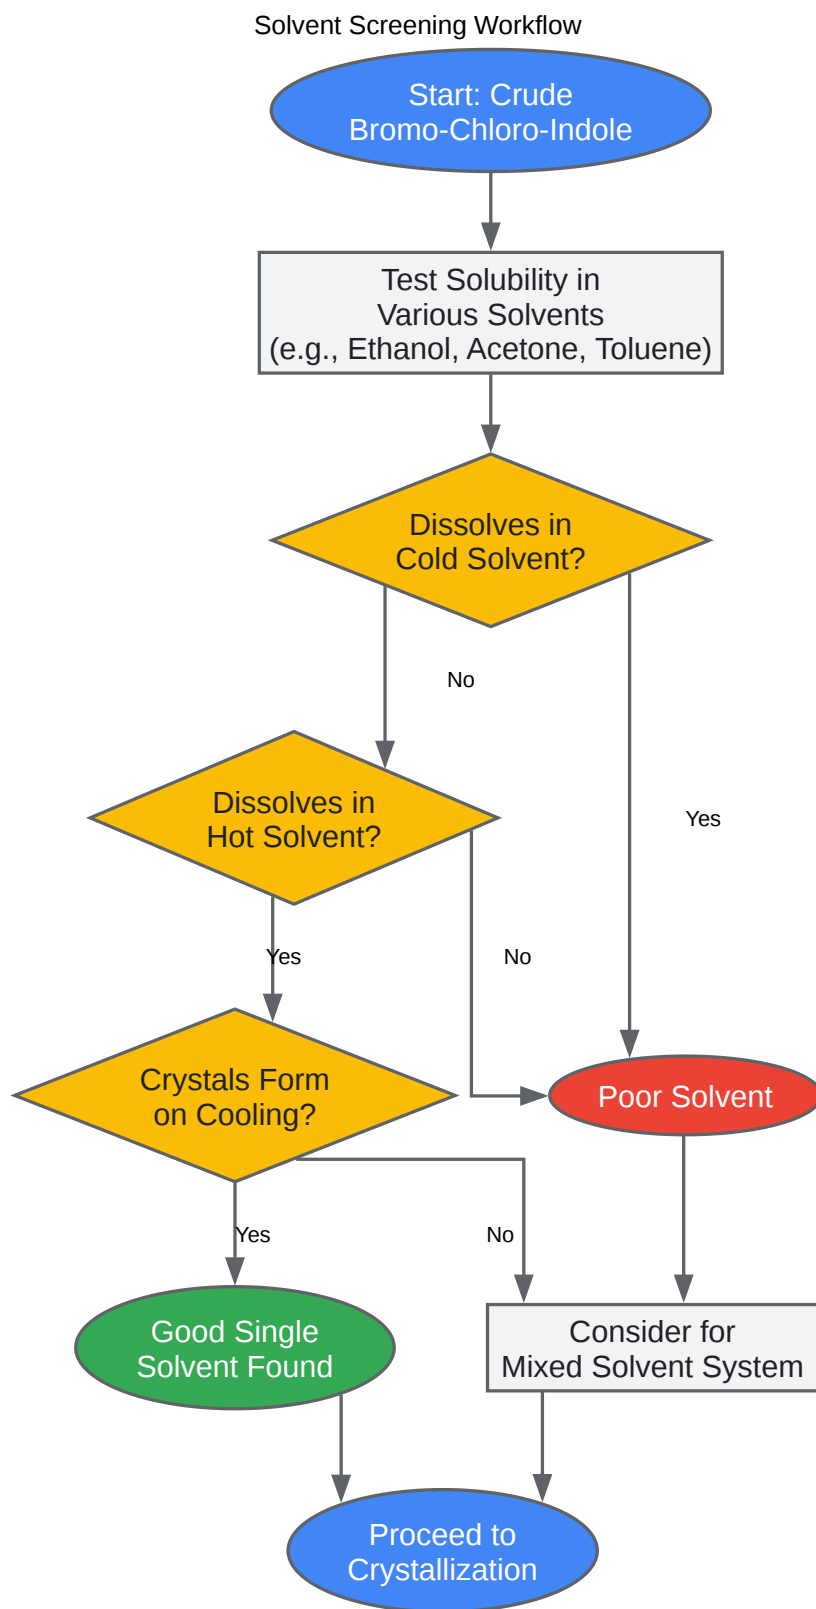 Solvent Screening Workflow
Start: Crude
Bromo-Chloro-Indole
Test Solubility in
Various Solvents
(e.g., Ethanol, Acetone, Toluene)
Dissolves in
Cold Solvent?
No
Dissolves in
Hot Solvent?
Yes
Yes
No
Crystals Form
on Cooling?
Poor Solvent
Yes
No
Good Single
Solvent Found
Consider for
Mixed Solvent System
Proceed to
Crystallization